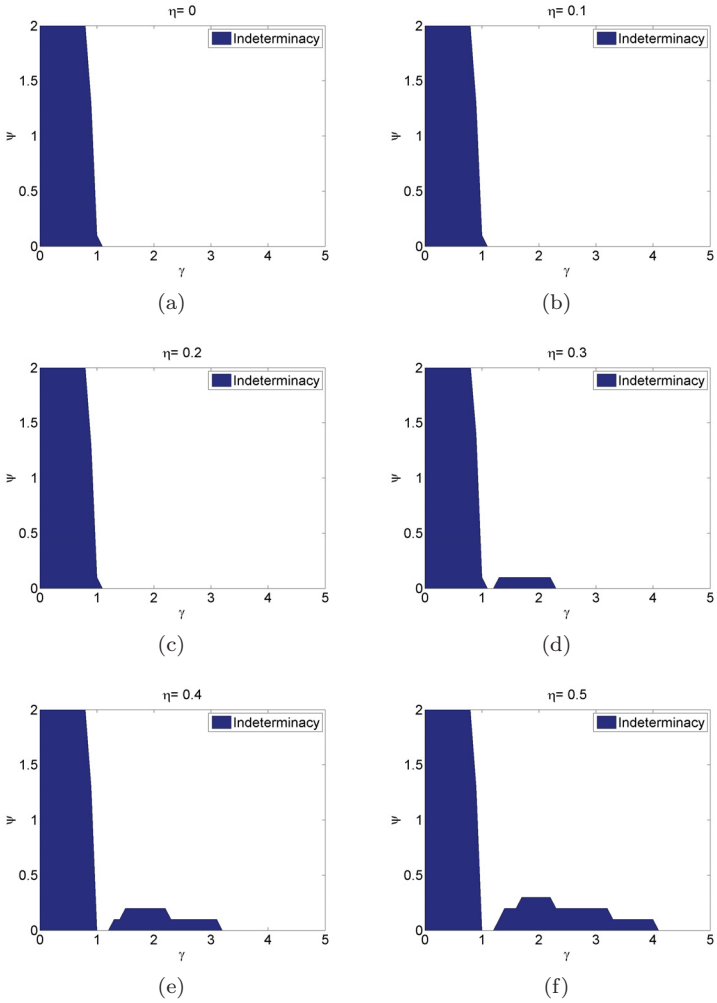 η= 0
Indeterminacy
2
1.5
1
0.5
0
ψ
0 1 2 3 4 5
γ
(a)
η= 0.1
Indeterminacy
2
1.5
1
0.5
0
ψ
0 1 2 3 4 5
γ
(b)
η= 0.2
Indeterminacy
2
1.5
1
0.5
0
ψ
0 1 2 3 4 5
γ
(c)
η= 0.3
Indeterminacy
2
1.5
1
0.5
0
ψ
0 1 2 3 4 5
γ
(d)
η= 0.4
Indeterminacy
2
1.5
1
0.5
0
ψ
0 1 2 3 4 5
γ
(e)
η= 0.5
Indeterminacy
2
1.5
1
0.5
0
ψ
0 1 2 3 4 5
γ
(f)